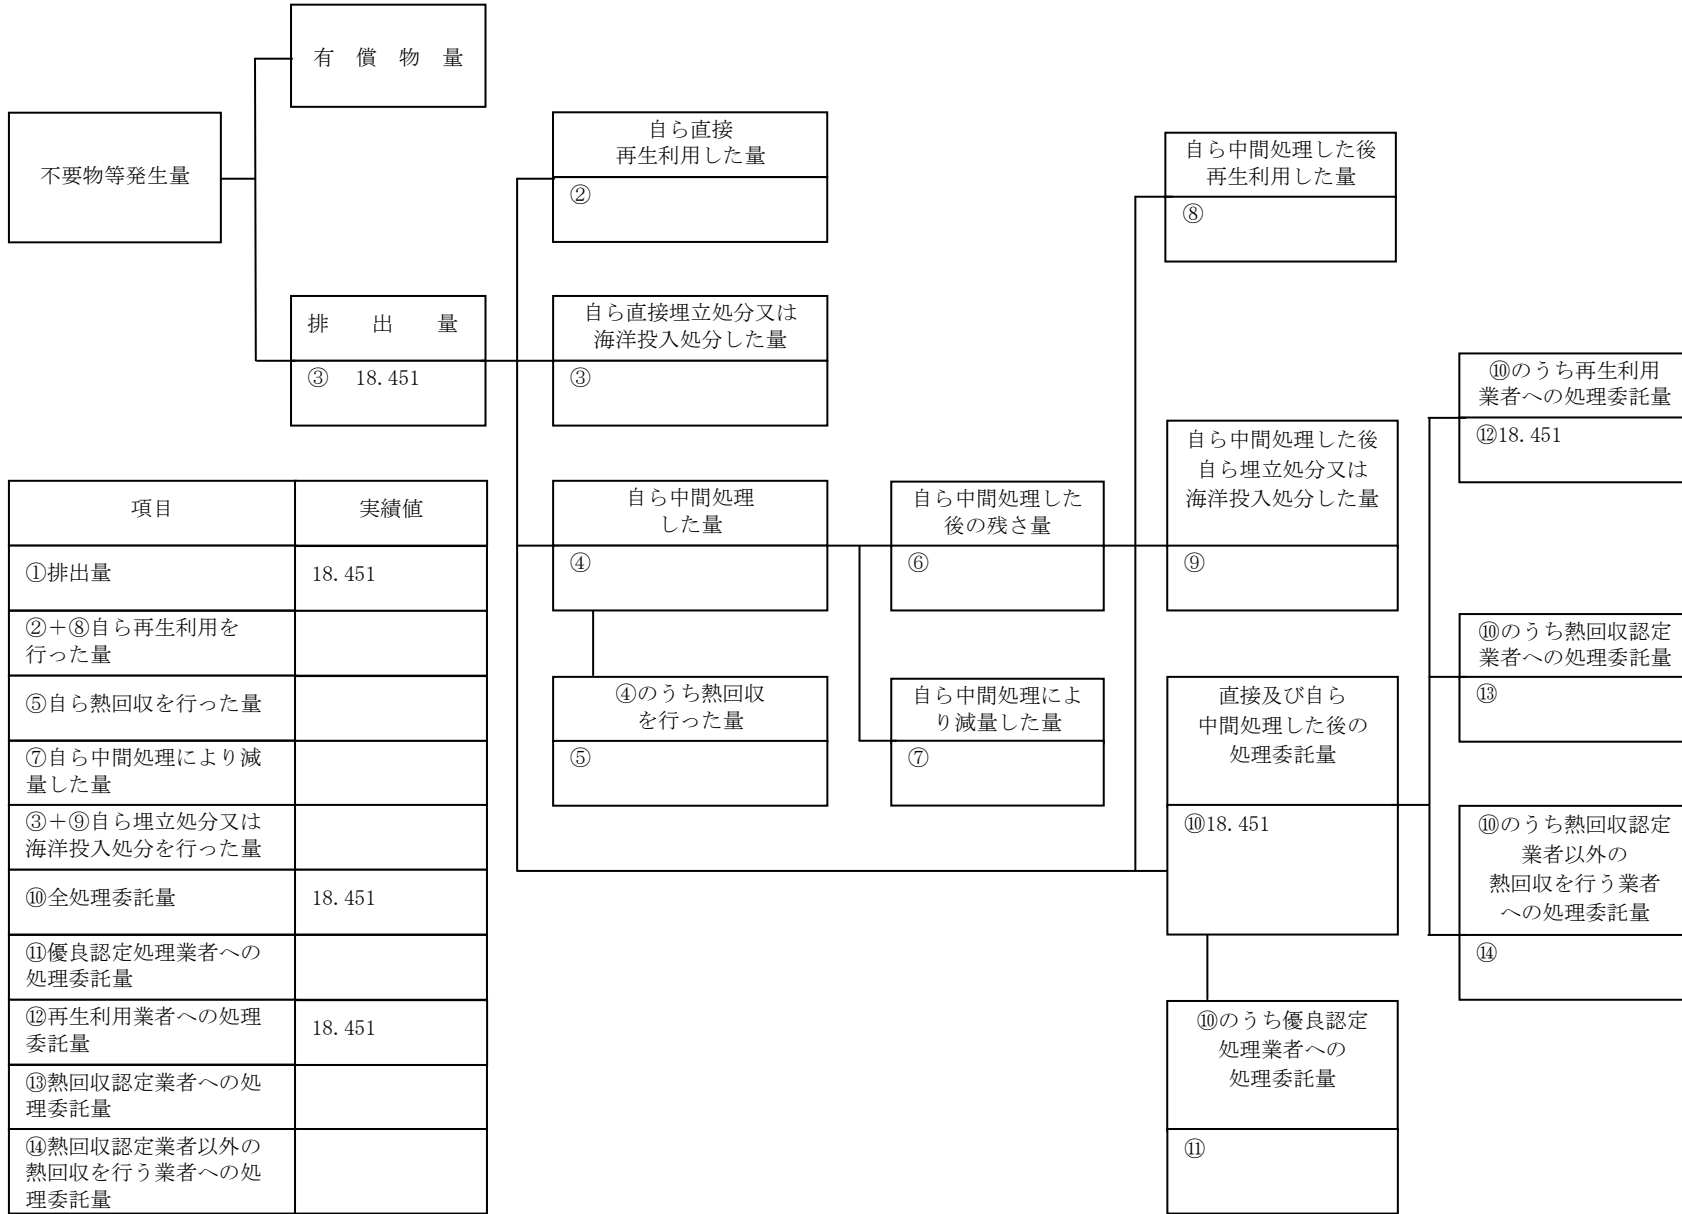 有　償　物　量
不要物等発生量
自ら直接
再生利用した量
②
自ら中間処理した後
再生利用した量
⑧
排　出　量
③　18.451
自ら直接埋立処分又は
海洋投入処分した量
③
⑩のうち再生利用
業者への処理委託量
⑫18.451
自ら中間処理した後
自ら埋立処分又は
海洋投入処分した量
⑨
自ら中間処理
した量
④
自ら中間処理した
後の残さ量
⑥
④のうち熱回収
を行った量
⑤
自ら中間処理によ
り減量した量
⑦
直接及び自ら
中間処理した後の
処理委託量
⑩18.451
⑩のうち熱回収認定
業者への処理委託量
⑬
⑩のうち熱回収認定
業者以外の
熱回収を行う業者
への処理委託量
⑭
⑩のうち優良認定
処理業者への
処理委託量
⑪
項目　実績値
①排出量　18.451
②＋⑧自ら再生利用を
行った量
⑤自ら熱回収を行った量
⑦自ら中間処理により減
量した量
③＋⑨自ら埋立処分又は
海洋投入処分を行った量
⑩全処理委託量　18.451
⑪優良認定処理業者への
処理委託量
⑫再生利用業者への処理
委託量　18.451
⑬熱回収認定業者への処
理委託量
⑭熱回収認定業者以外の
熱回収を行う業者への処
理委託量